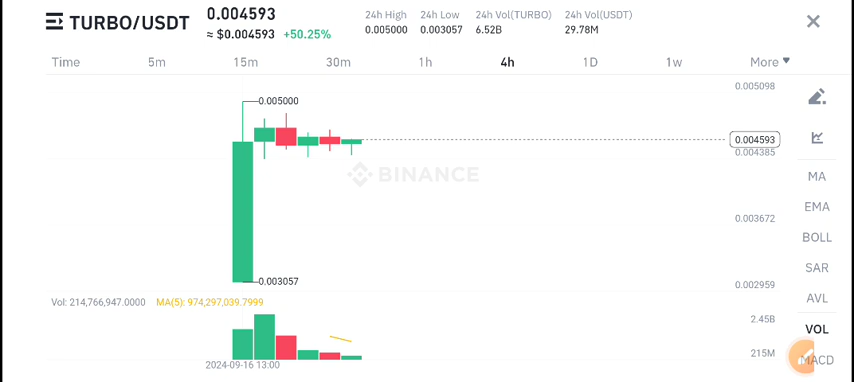 TURBO/USDT
0.004593
≈ $0.004593 +50.25%
24h High 24h Low 24h Vol(TURBO) 24h Vol(USDT)
0.005000 0.003057 6.52B 29.78M
Time 5m 15m 30m 1h 4h 1D 1w More
0.005098
0.005000
0.004593
0.004385
BINANCE
0.003672
0.003057
0.002959
MA
EMA
BOLL
SAR
AVL
VOL
MACD
Vol: 214,766,947.0000 MA(5): 974,297,039.7999
2.45B
215M
2024-09-16 13:00